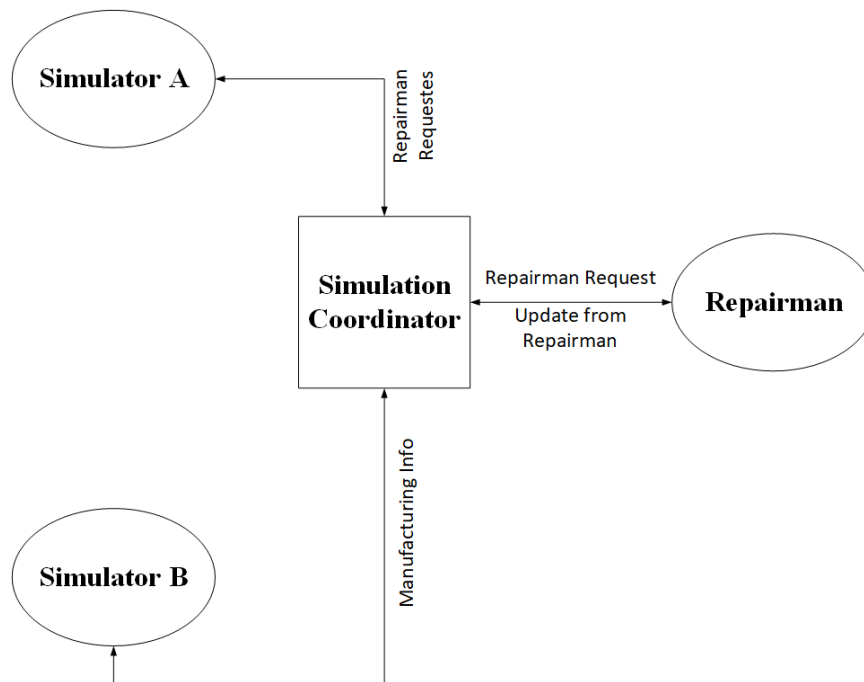 Simulator A
Repairman
Requestes
Simulation
Coordinator
Repairman Request
Update from
Repairman
Repairman
Manufacturing Info
Simulator B